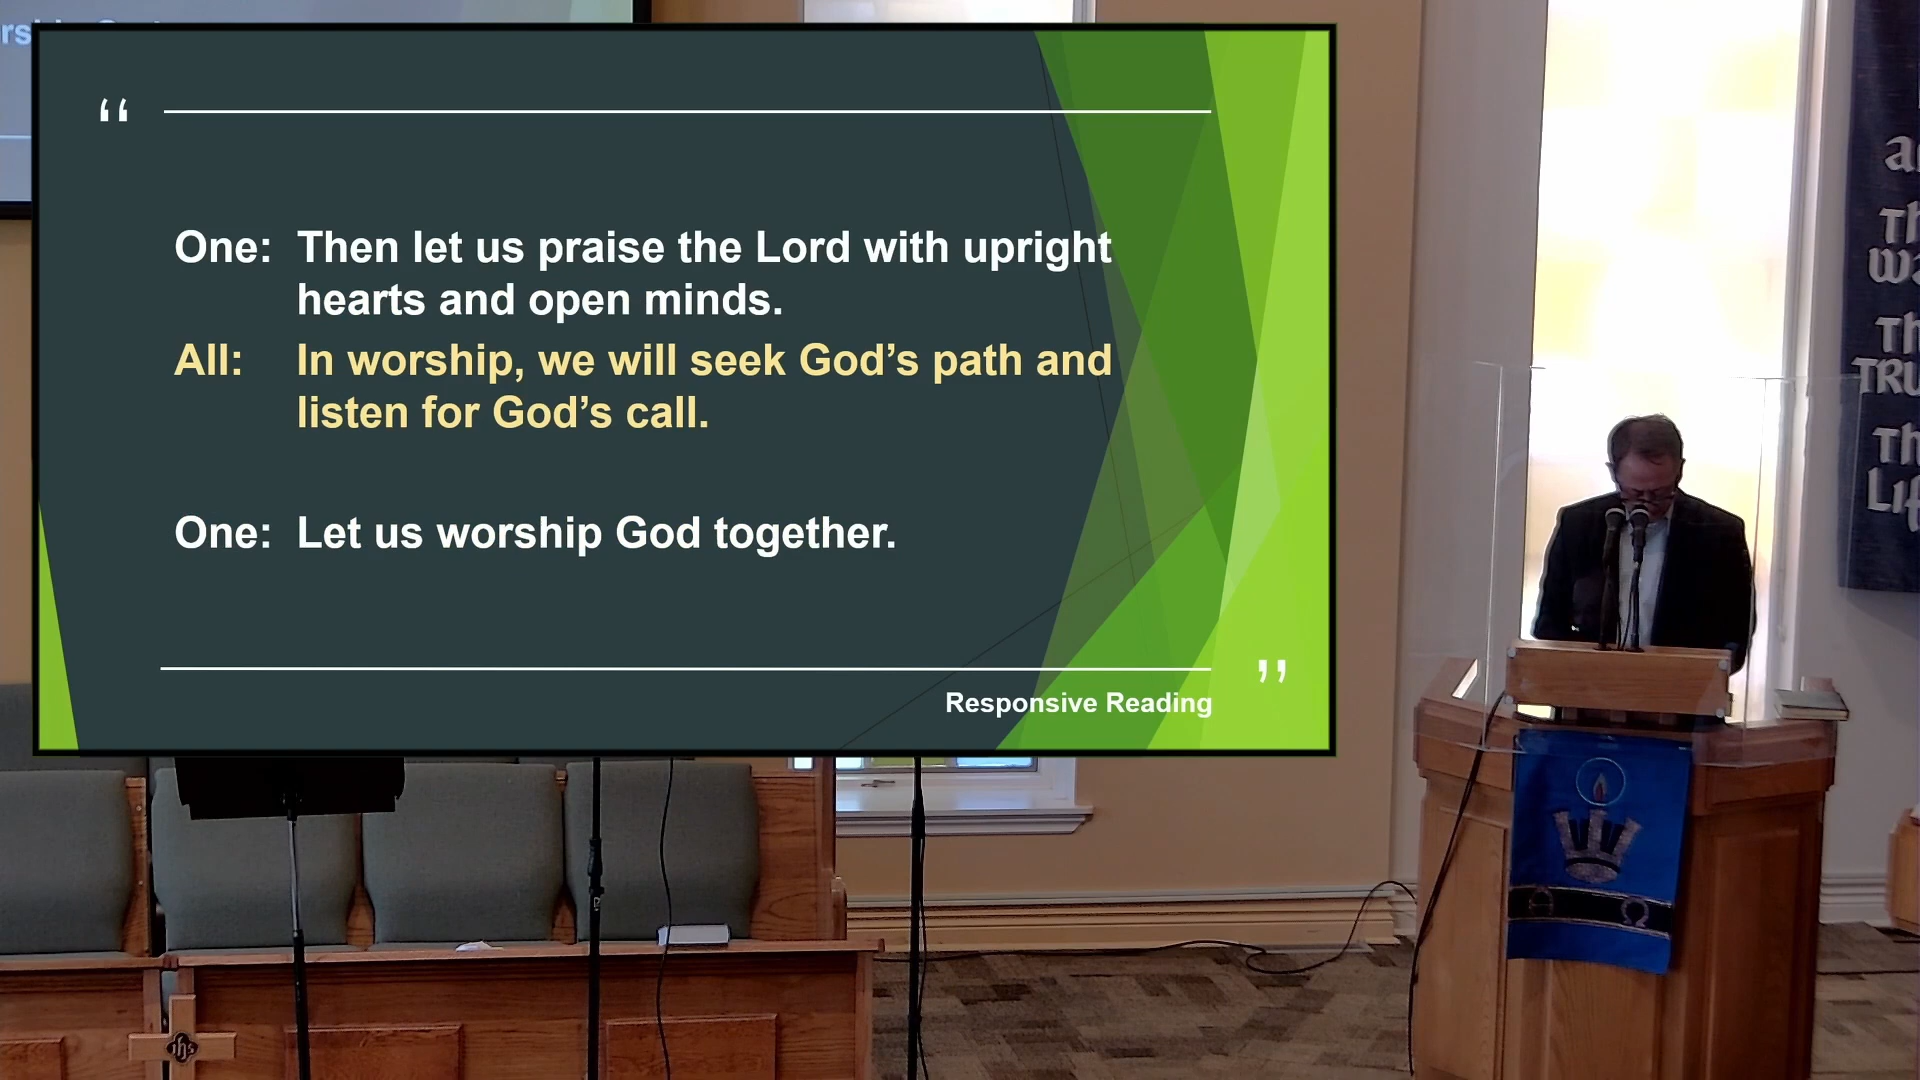 “
One: Then let us praise the Lord with upright
hearts and open minds.
All: In worship, we will seek God’s path and
listen for God’s call.
One: Let us worship God together.
”
Responsive Reading
Α Ω
ihs